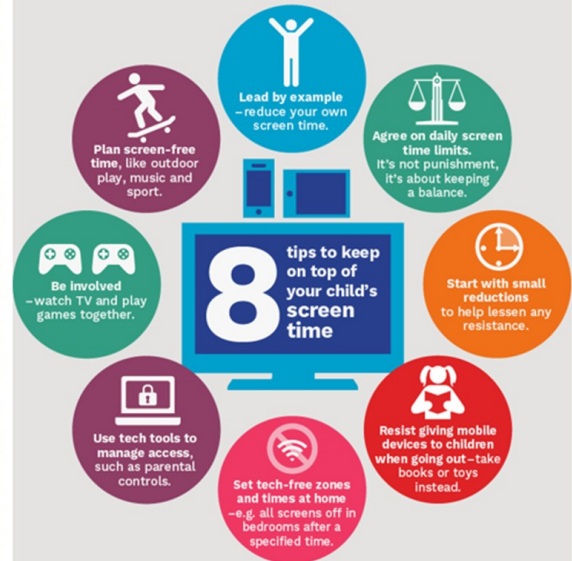 8
tips to keep
on top of
your child's
screen
time
Lead by example
–reduce your own
screen time.
Agree on daily screen
time limits.
It's not punishment,
it's about keeping
a balance.
Start with small
reductions
to help lessen any
resistance.
Resist giving mobile
devices to children
when going out–take
books or toys
instead.
Set tech-free zones
and times at home
–e.g. all screens off in
bedrooms after a
specified time.
Use tech tools to
manage access,
such as parental
controls.
Be involved
–watch TV and play
games together.
Plan screen-free
time, like outdoor
play, music and
sport.